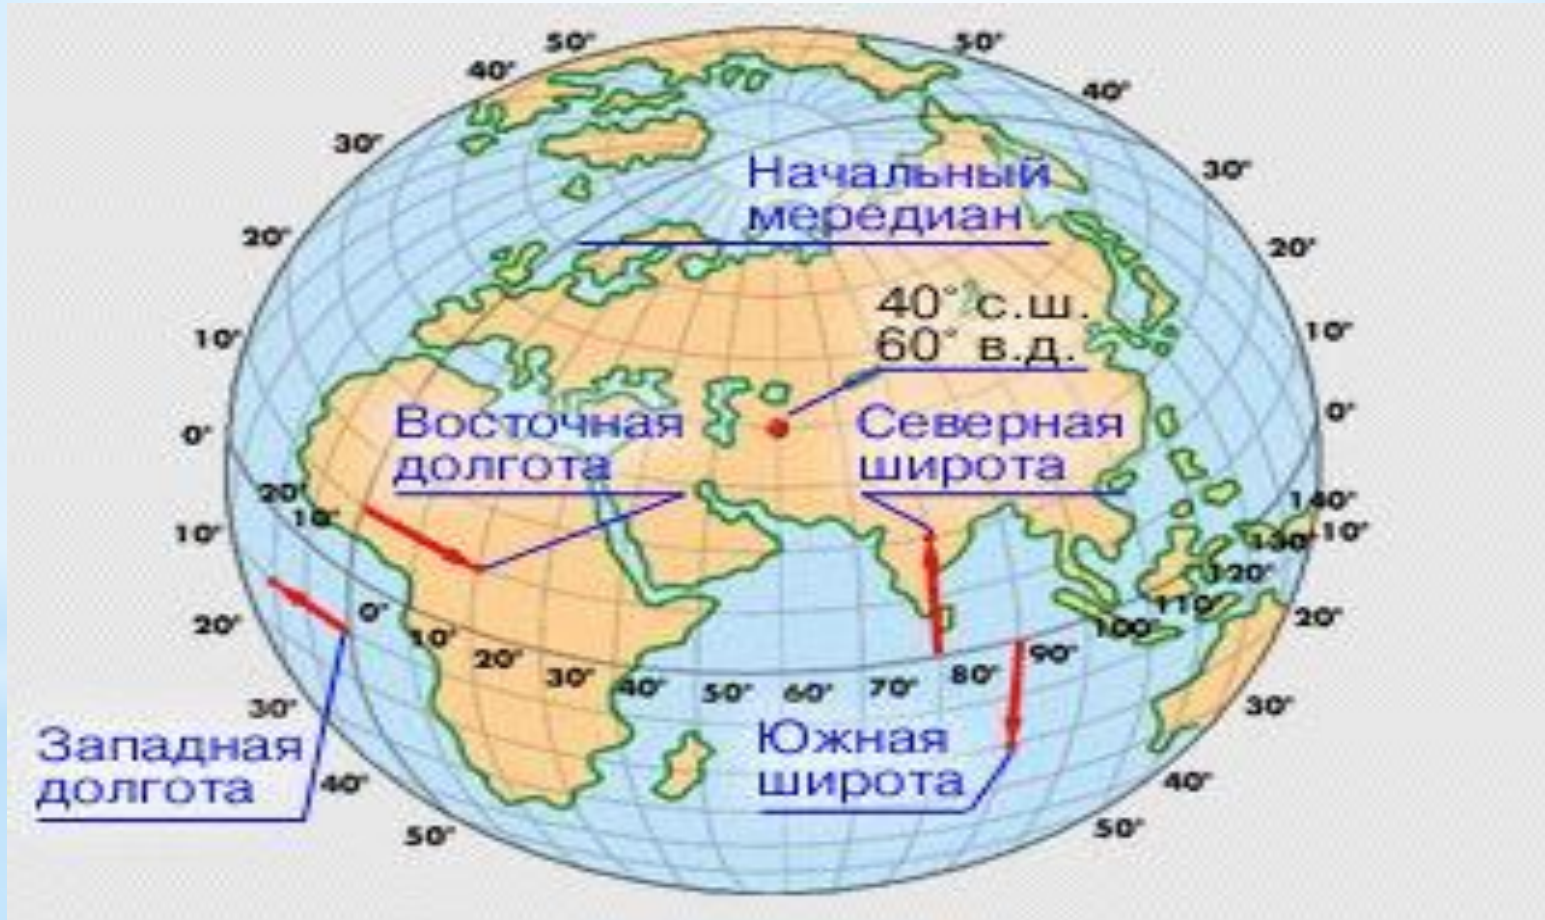 50° 50°
40° 40°
30° 30°
Начальный
мередиан
20° 20°
40° с.ш.
60° в.д.
10° 10°
Восточная
долгота
Северная
широта
0° 0°
20° 140°
10°
10° 10°
130°
120°
110°
20° 0° 20°
10° 100°
20° 90°
30° 40° 50° 60° 70° 80°
30° 30°
Западная
долгота
Южная
широта
40° 40°
50° 50°